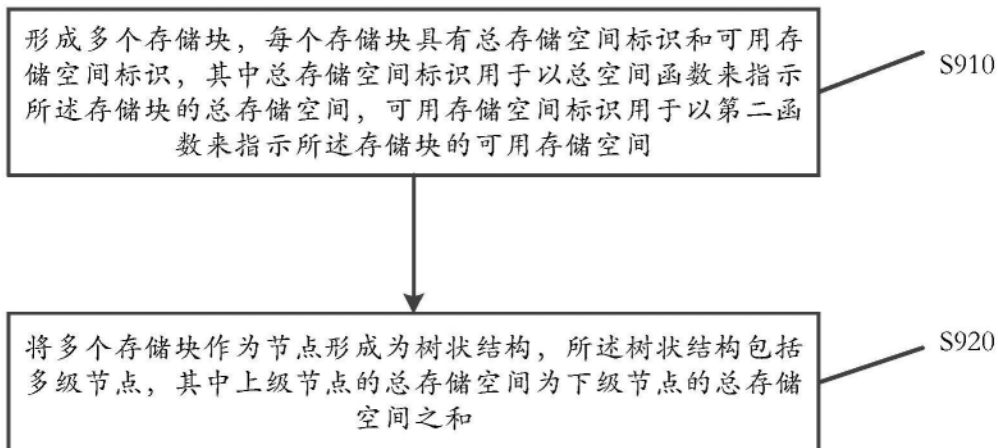 形成多个存储块，每个存储块具有总存储空间标识和可用存
储空间标识，其中总存储空间标识用于以总空间函数来指示
所述存储块的总存储空间，可用存储空间标识用于以第二函
数来指示所述存储块的可用存储空间
S910
将多个存储块作为节点形成为树状结构，所述树状结构包括
多级节点，其中上级节点的总存储空间为下级节点的总存储
空间之和
S920